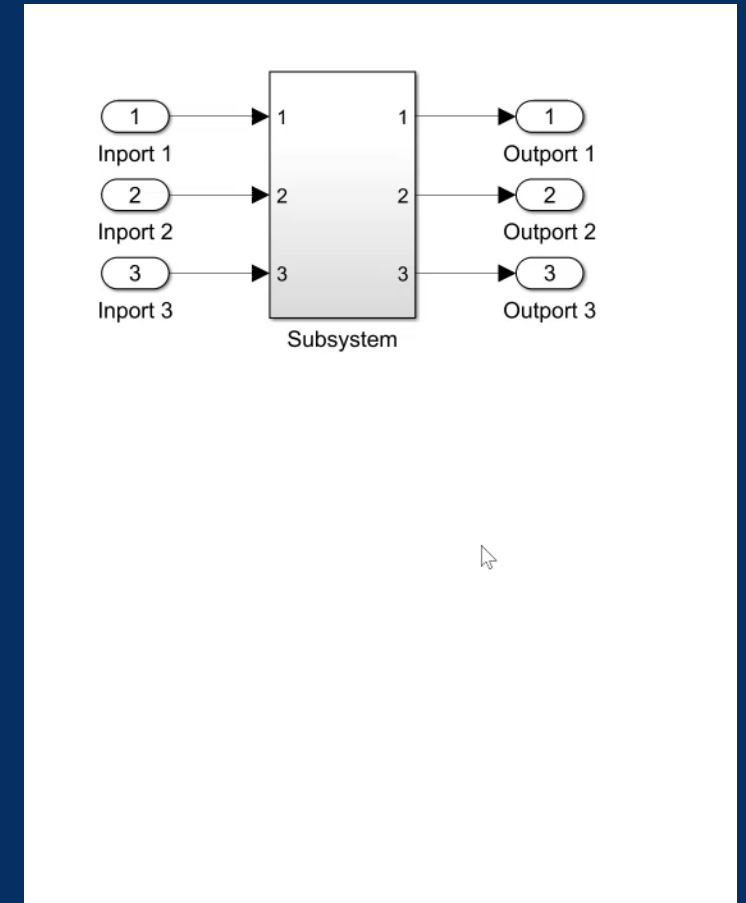 1 1 1 1
Inport 1 Outport 1
2 2 2 2
Inport 2 Outport 2
3 3 3 3
Inport 3 Outport 3
Subsystem